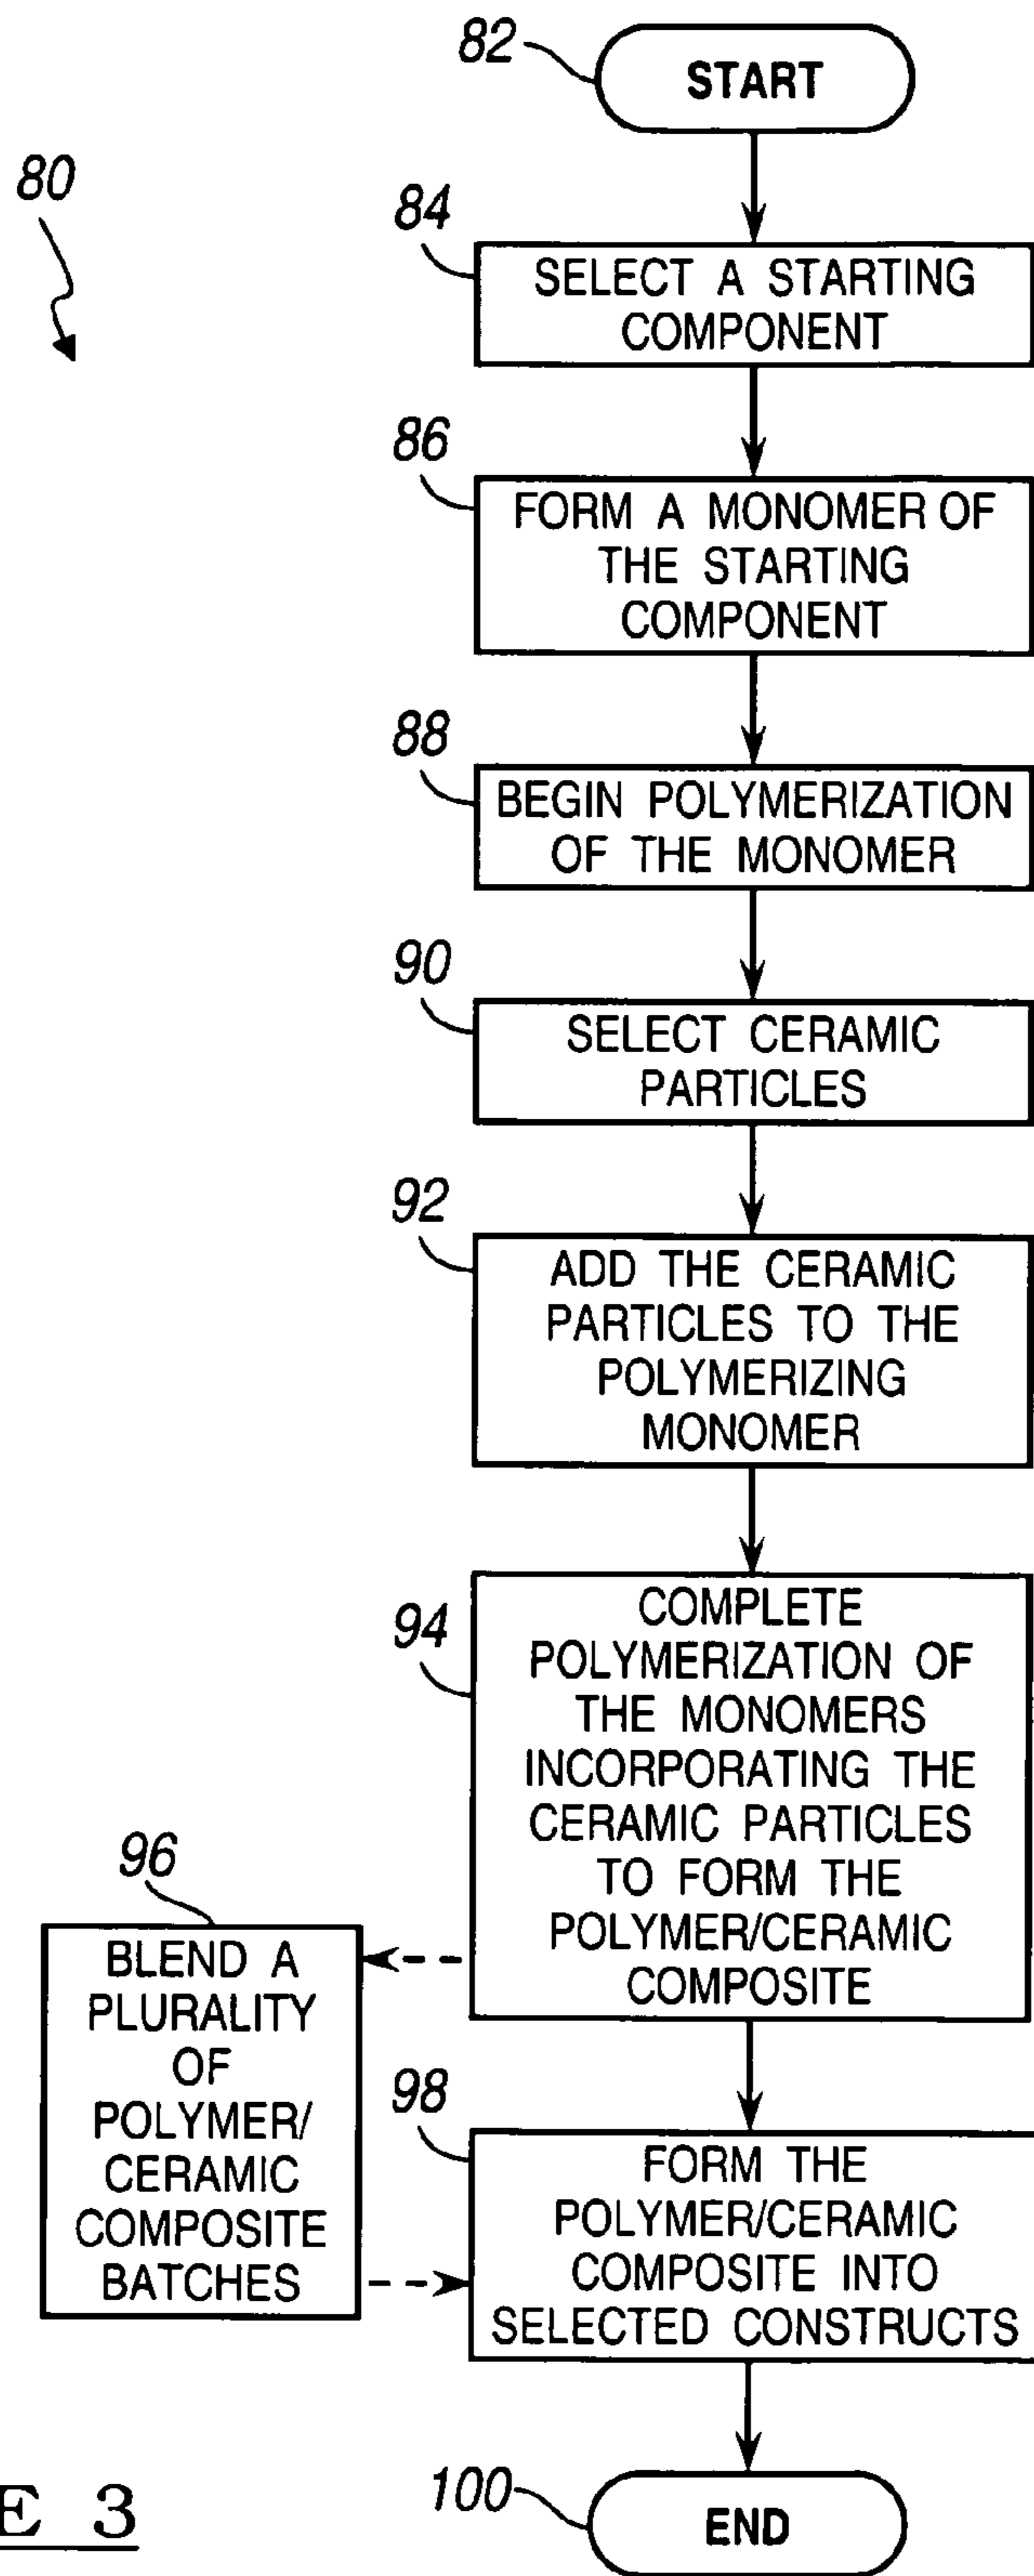 82
START
80
84
SELECT A STARTING
COMPONENT
86
FORM A MONOMER OF
THE STARTING
COMPONENT
88
BEGIN POLYMERIZATION
OF THE MONOMER
90
SELECT CERAMIC
PARTICLES
92
ADD THE CERAMIC
PARTICLES TO THE
POLYMERIZING
MONOMER
94
COMPLETE
POLYMERIZATION OF
THE MONOMERS
INCORPORATING THE
CERAMIC PARTICLES
TO FORM THE
POLYMER/CERAMIC
COMPOSITE
96
BLEND A
PLURALITY
OF
POLYMER/
CERAMIC
COMPOSITE
BATCHES
98
FORM THE
POLYMER/CERAMIC
COMPOSITE INTO
SELECTED CONSTRUCTS
100
END
E 3